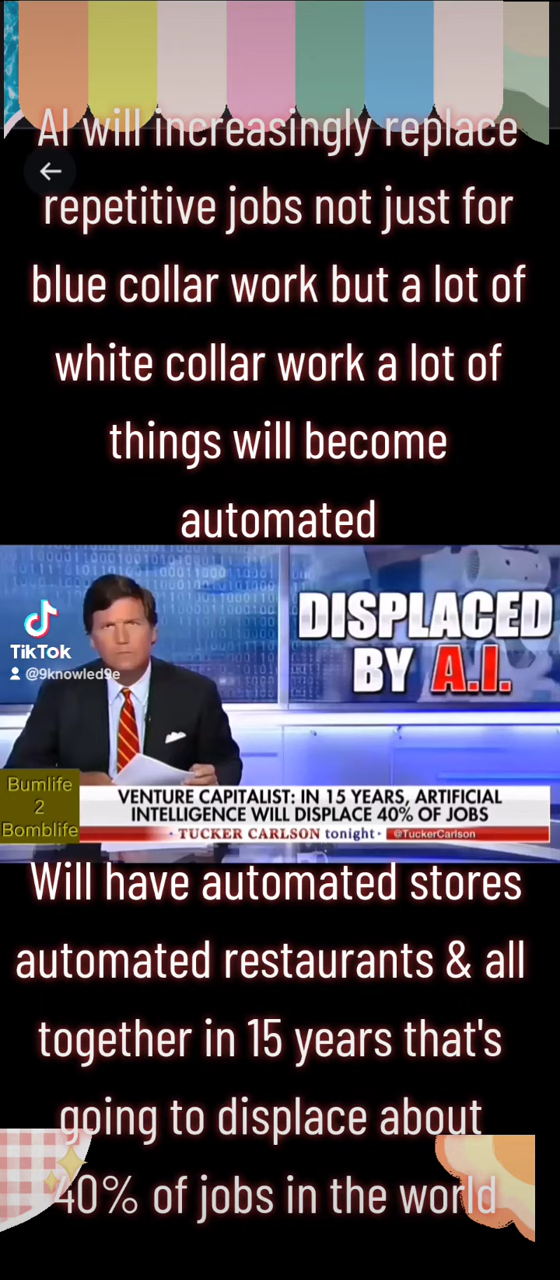 AI will increasingly replace
repetitive jobs not just for
blue collar work but a lot of
white collar work a lot of
things will become
automated
DISPLACED
BY A.I.
TikTok
@9knowled9e
Bumlife
2
Bomblife
VENTURE CAPITALIST: IN 15 YEARS, ARTIFICIAL
INTELLIGENCE WILL DISPLACE 40% OF JOBS
· TUCKER CARLSON tonight · @TuckerCarlson
Will have automated stores
automated restaurants & all
together in 15 years that's
going to displace about
40% of jobs in the world